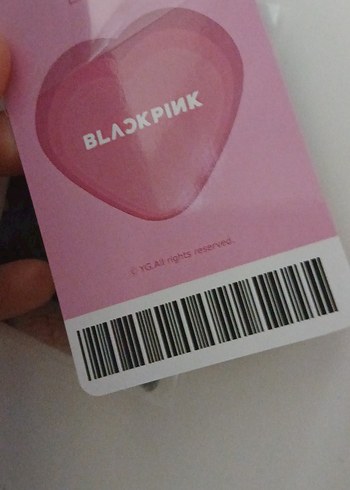 BLACKPINK
© YG.All rights reserved.